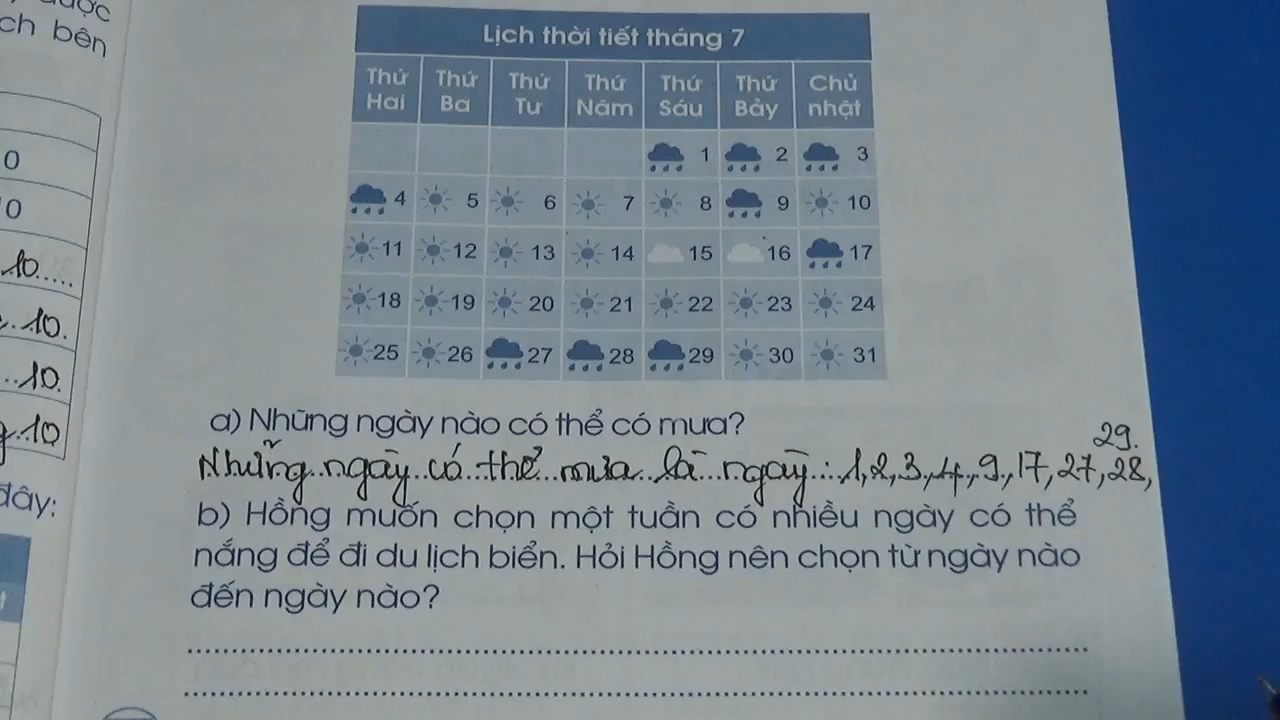 ch bên
0
0
10.....
10.
...10.
10
đây:
Lịch thời tiết tháng 7
Thứ Hai Thứ Ba Thứ Tư Thứ Năm Thứ Sáu Thứ Bảy Chủ nhật
1 2 3
4 5 6 7 8 9 10
11 12 13 14 15 16 17
18 19 20 21 22 23 24
25 26 27 28 29 30 31
a) Những ngày nào có thể có mưa?
Những ngày có thể mưa là ngày: 1, 2, 3, 4, 9, 17, 27, 28,
29.
b) Hồng muốn chọn một tuần có nhiều ngày có thể
nắng để đi du lịch biển. Hỏi Hồng nên chọn từ ngày nào
đến ngày nào?